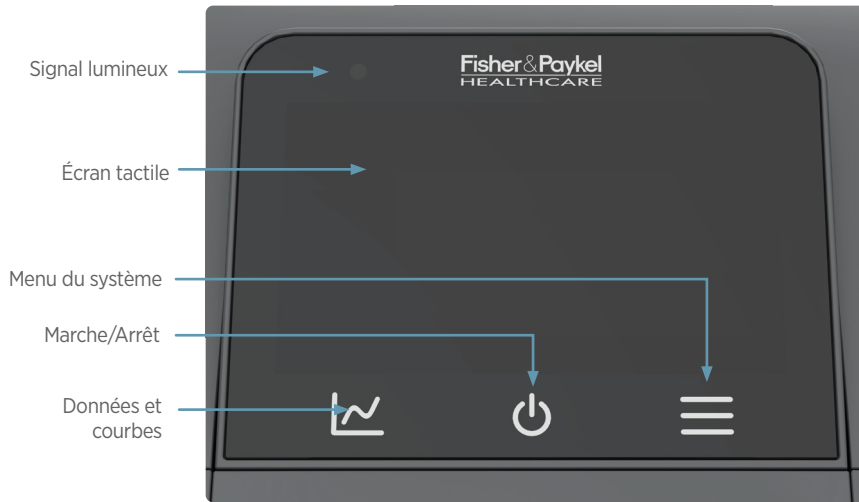 Signal lumineux
Fisher&Paykel
HEALTHCARE
Écran tactile
Menu du système
Marche/Arrêt
Données et
courbes